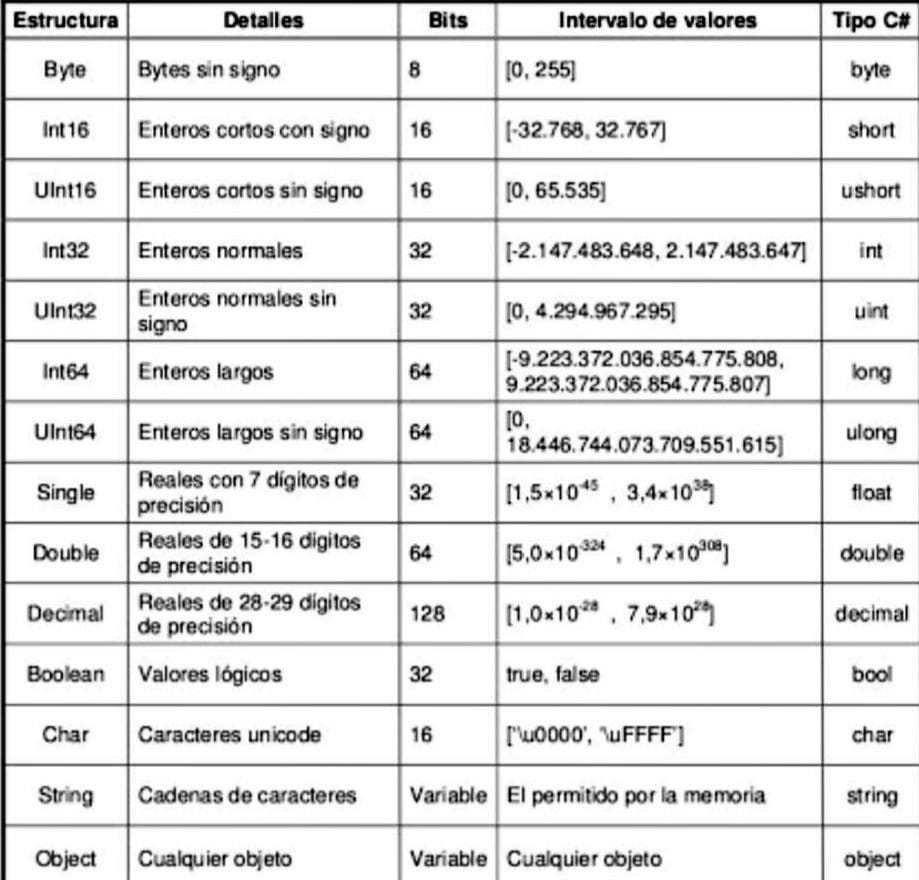 Estructura Detalles Bits Intervalo de valores Tipo C#
Byte Bytes sin signo 8 [0, 255] byte
Int16 Enteros cortos con signo 16 [-32.768, 32.767] short
UInt16 Enteros cortos sin signo 16 [0, 65.535] ushort
Int32 Enteros normales 32 [-2.147.483.648, 2.147.483.647] int
UInt32 Enteros normales sin signo 32 [0, 4.294.967.295] uint
Int64 Enteros largos 64 [-9.223.372.036.854.775.808, 9.223.372.036.854.775.807] long
UInt64 Enteros largos sin signo 64 [0, 18.446.744.073.709.551.615] ulong
Single Reales con 7 dígitos de precisión 32 [1,5×10⁻⁴⁵ , 3,4×10³⁸] float
Double Reales de 15-16 dígitos de precisión 64 [5,0×10⁻³²⁴ , 1,7×10³⁰⁸] double
Decimal Reales de 28-29 dígitos de precisión 128 [1,0×10⁻²⁸ , 7,9×10²⁸] decimal
Boolean Valores lógicos 32 true, false bool
Char Caracteres unicode 16 ['\u0000', '\uFFFF'] char
String Cadenas de caracteres Variable El permitido por la memoria string
Object Cualquier objeto Variable Cualquier objeto object